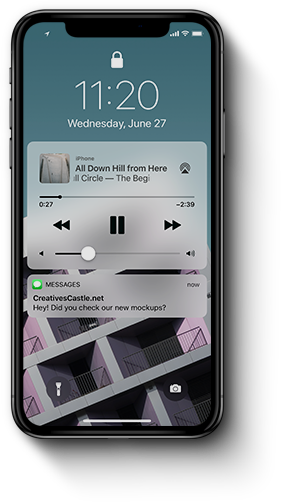 11:20
Wednesday, June 27
iPhone
All Down Hill from Here
ll Circle — The Begi
0:27
−2:39
MESSAGES
now
CreativesCastle.net
Hey! Did you check our new mockups?